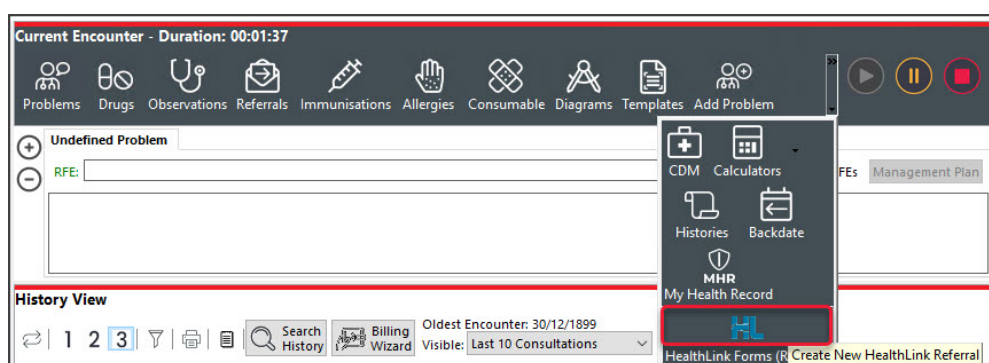 Current Encounter - Duration: 00:01:37
Problems Drugs Observations Referrals Immunisations Allergies Consumable Diagrams Templates Add Problem
Undefined Problem
RFE: FEs Management Plan
CDM Calculators
Histories Backdate
MHR
My Health Record
HL
HealthLink Forms (R
Create New HealthLink Referral
History View
1 2 3 Search History Billing Wizard
Oldest Encounter: 30/12/1899
Visible: Last 10 Consultations